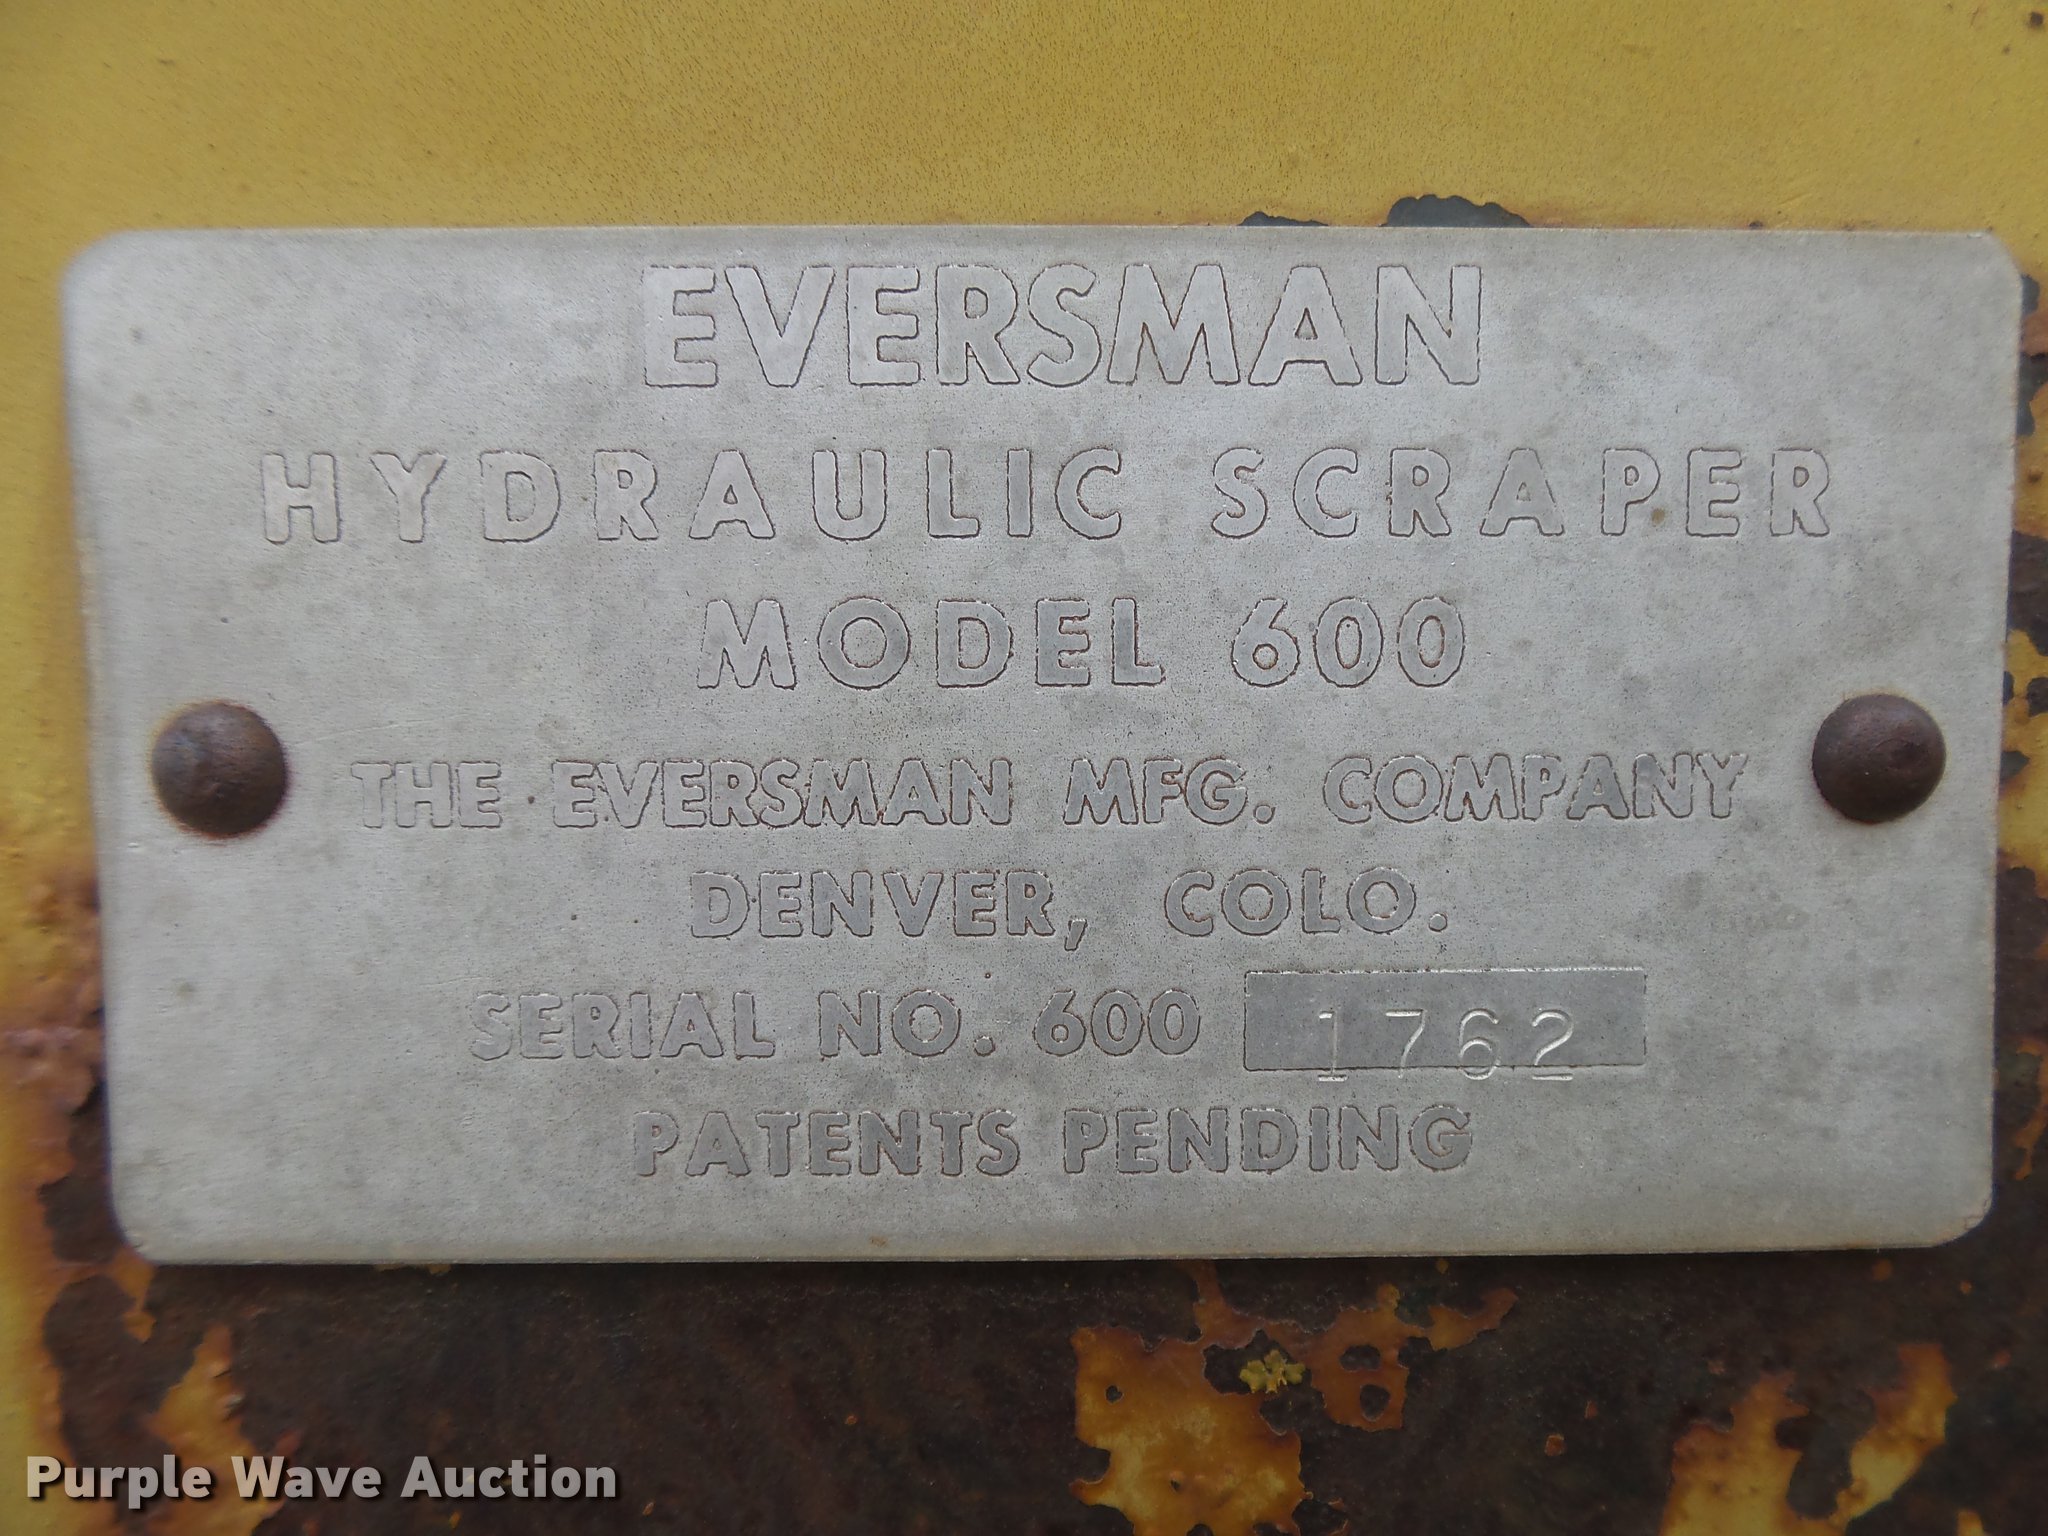 EVERSMAN
HYDRAULIC SCRAPER
MODEL 600
THE EVERSMAN MFG. COMPANY
DENVER, COLO.
SERIAL NO. 600 1762
PATENTS PENDING
Purple Wave Auction